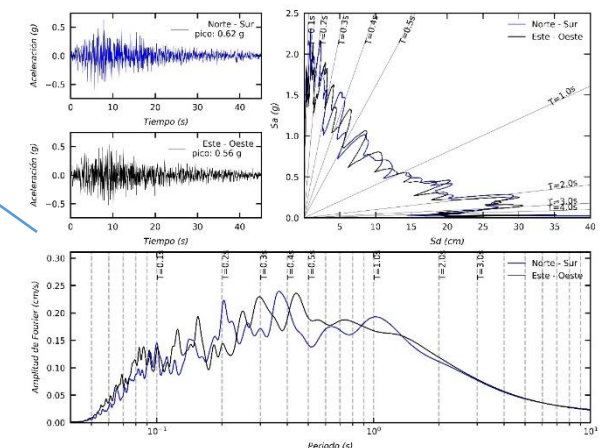 Norte - Sur
pico: 0.62 g
Aceleración (g)
0.5
0.0
−0.5
0
10
20
30
40
Tiempo (s)
Este - Oeste
pico: 0.56 g
Aceleración (g)
0.5
0.0
−0.5
0
10
20
30
40
Tiempo (s)
Norte - Sur
Este - Oeste
T=0.2s
T=0.3s
T=0.4s
T=0.5s
T=1.0s
T=2.0s
T=3.0s
T=4.0s
Sa (g)
2.5
2.0
1.5
1.0
0.5
0.0
5
10
15
20
25
30
35
40
Sd (cm)
Norte - Sur
Este - Oeste
T=0.1s
T=0.2s
T=0.3s
T=0.4s
T=0.5s
T=1.0s
T=2.0s
T=3.0s
Amplitud de Fourier (cm/s)
0.30
0.25
0.20
0.15
0.10
0.05
0.00
10⁻¹
10⁰
10¹
Periodo (s)